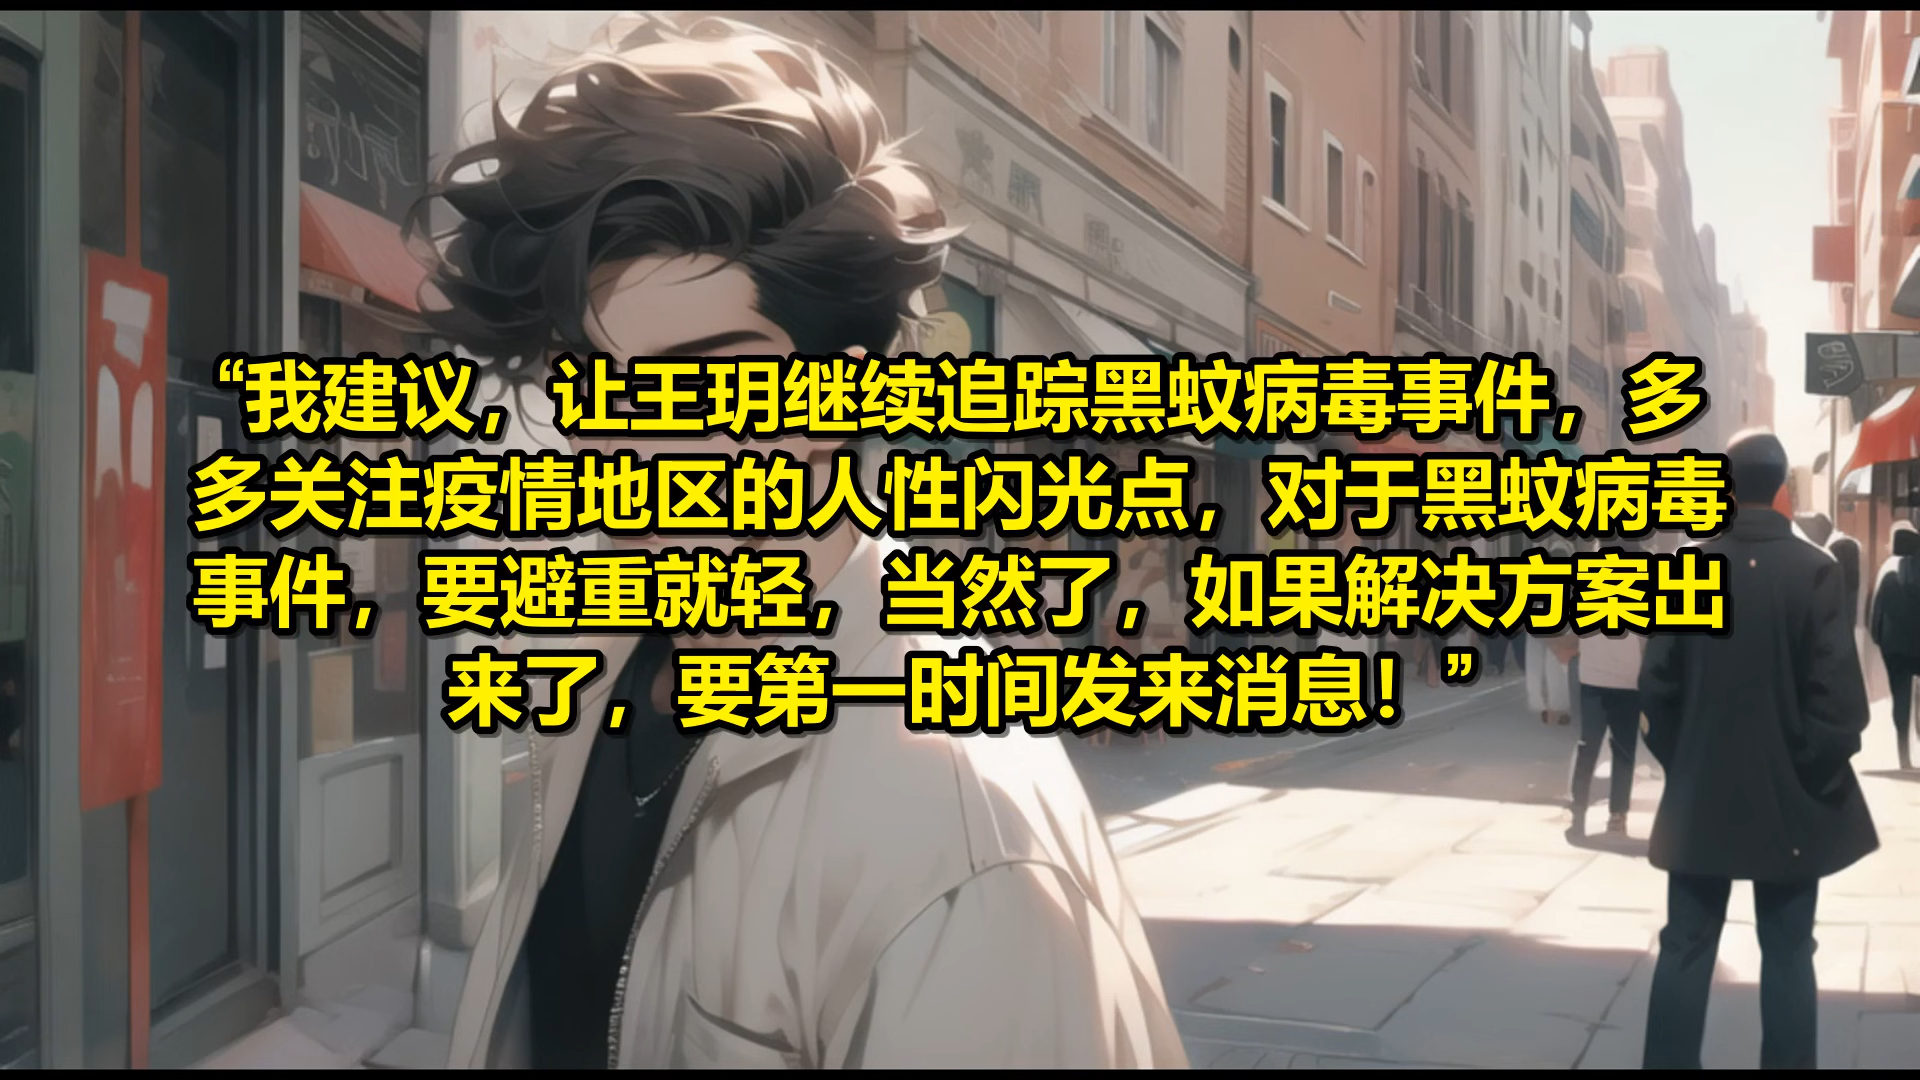 “我建议，让王玥继续追踪黑蚊病毒事件，多
多关注疫情地区的人性闪光点，对于黑蚊病毒
事件，要避重就轻，当然了，如果解决方案出
来了，要第一时间发来消息！”